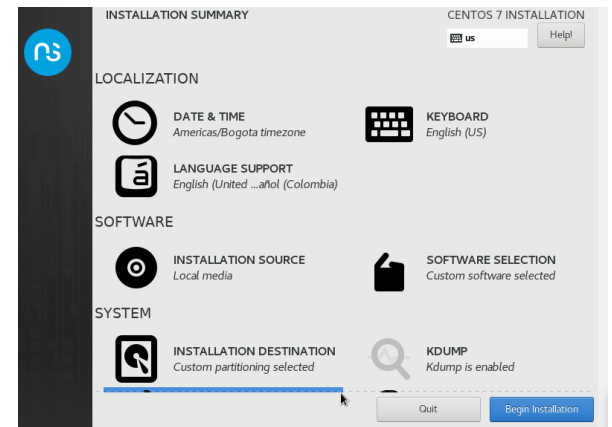 INSTALLATION SUMMARY
CENTOS 7 INSTALLATION
us
Help!
ns
LOCALIZATION
DATE & TIME
Americas/Bogota timezone
KEYBOARD
English (US)
LANGUAGE SUPPORT
English (United ...añol (Colombia)
á
SOFTWARE
INSTALLATION SOURCE
Local media
SOFTWARE SELECTION
Custom software selected
SYSTEM
INSTALLATION DESTINATION
Custom partitioning selected
KDUMP
Kdump is enabled
Quit
Begin Installation